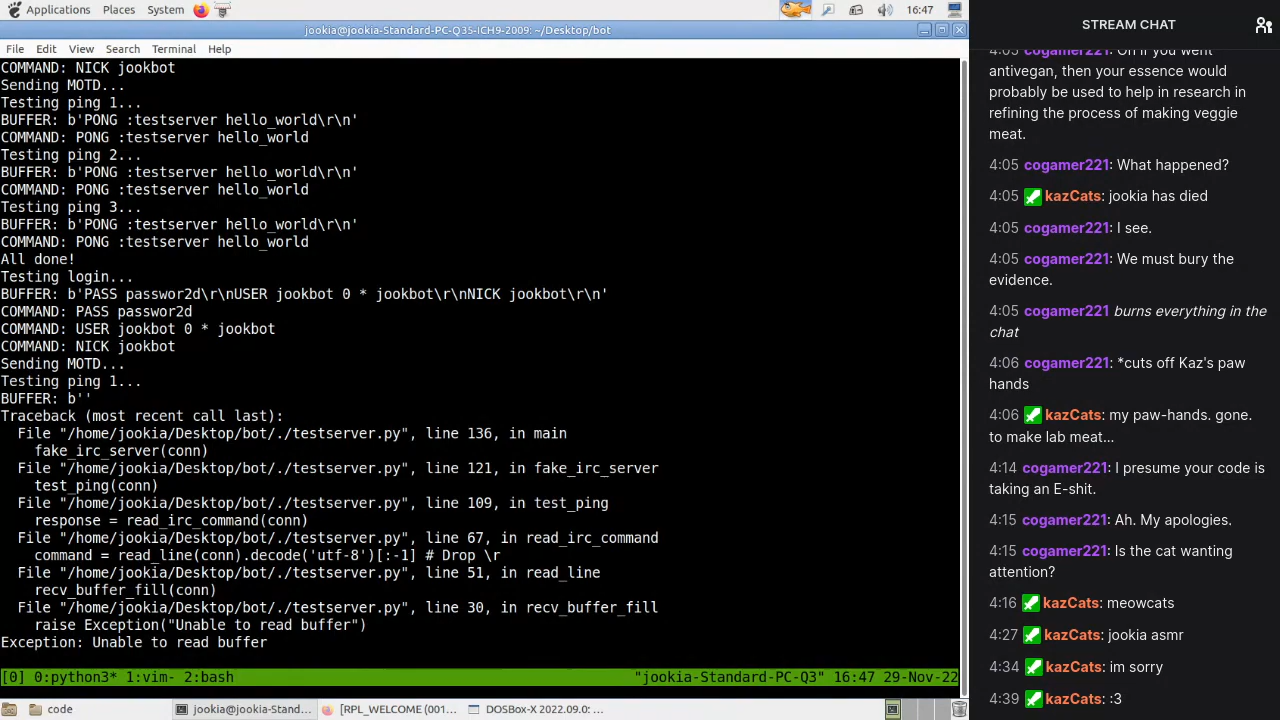 Applications Places System 16:47
jookia@jookia-Standard-PC-Q35-ICH9-2009: ~/Desktop/bot
File Edit View Search Terminal Help
COMMAND: NICK jookbot
Sending MOTD...
Testing ping 1...
BUFFER: b'PONG :testserver hello_world\r\n'
COMMAND: PONG :testserver hello_world
Testing ping 2...
BUFFER: b'PONG :testserver hello_world\r\n'
COMMAND: PONG :testserver hello_world
Testing ping 3...
BUFFER: b'PONG :testserver hello_world\r\n'
COMMAND: PONG :testserver hello_world
All done!
Testing login...
BUFFER: b'PASS passwor2d\r\nUSER jookbot 0 * jookbot\r\nNICK jookbot\r\n'
COMMAND: PASS passwor2d
COMMAND: USER jookbot 0 * jookbot
COMMAND: NICK jookbot
Sending MOTD...
Testing ping 1...
BUFFER: b''
Traceback (most recent call last):
File "/home/jookia/Desktop/bot/./testserver.py", line 136, in main
fake_irc_server(conn)
File "/home/jookia/Desktop/bot/./testserver.py", line 121, in fake_irc_server
test_ping(conn)
File "/home/jookia/Desktop/bot/./testserver.py", line 109, in test_ping
response = read_irc_command(conn)
File "/home/jookia/Desktop/bot/./testserver.py", line 67, in read_irc_command
command = read_line(conn).decode('utf-8')[:-1] # Drop \r
File "/home/jookia/Desktop/bot/./testserver.py", line 51, in read_line
recv_buffer_fill(conn)
File "/home/jookia/Desktop/bot/./testserver.py", line 30, in recv_buffer_fill
raise Exception("Unable to read buffer")
Exception: Unable to read buffer
[0] 0:python3* 1:vim- 2:bash "jookia-Standard-PC-Q3" 16:47 29-Nov-22
code jookia@jookia-Stand... [RPL_WELCOME (001... DOSBox-X 2022.09.0: ...
STREAM CHAT
4:05 cogamer221: Oh if you went
antivegan, then your essence would
probably be used to help in research in
refining the process of making veggie
meat.
4:05 cogamer221: What happened?
4:05 kazCats: jookia has died
4:05 cogamer221: I see.
4:05 cogamer221: We must bury the
evidence.
4:05 cogamer221 burns everything in the
chat
4:06 cogamer221: *cuts off Kaz's paw
hands
4:06 kazCats: my paw-hands. gone.
to make lab meat...
4:14 cogamer221: I presume your code is
taking an E-shit.
4:15 cogamer221: Ah. My apologies.
4:15 cogamer221: Is the cat wanting
attention?
4:16 kazCats: meowcats
4:27 kazCats: jookia asmr
4:34 kazCats: im sorry
4:39 kazCats: :3